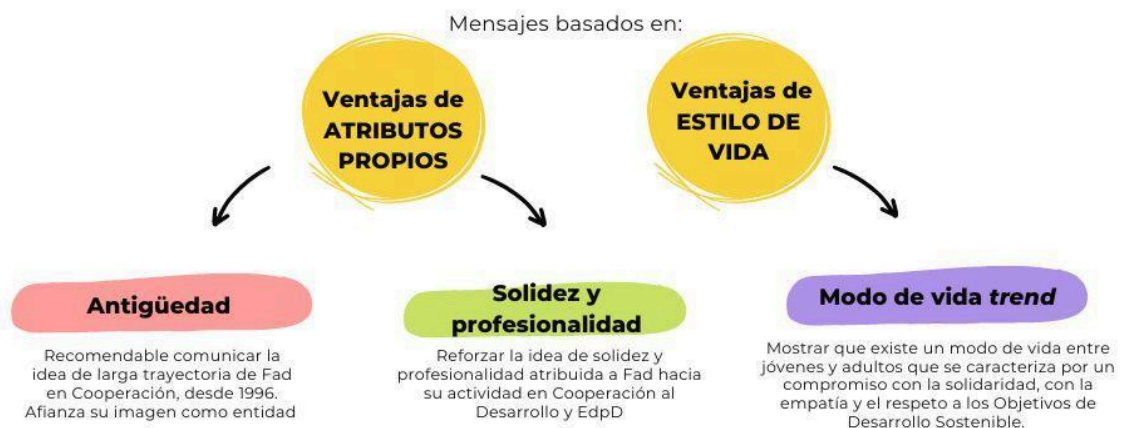 Mensajes basados en:
Ventajas de
ATRIBUTOS
PROPIOS
Ventajas de
ESTILO DE
VIDA
Antigüedad
Recomendable comunicar la
idea de larga trayectoria de Fad
en Cooperación, desde 1996.
Afianza su imagen como entidad
Solidez y
profesionalidad
Reforzar la idea de solidez y
profesionalidad atribuida a Fad hacia
su actividad en Cooperación al
Desarrollo y EdpD
Modo de vida trend
Mostrar que existe un modo de vida entre
jóvenes y adultos que se caracteriza por un
compromiso con la solidaridad, con la
empatía y el respeto a los Objetivos de
Desarrollo Sostenible.